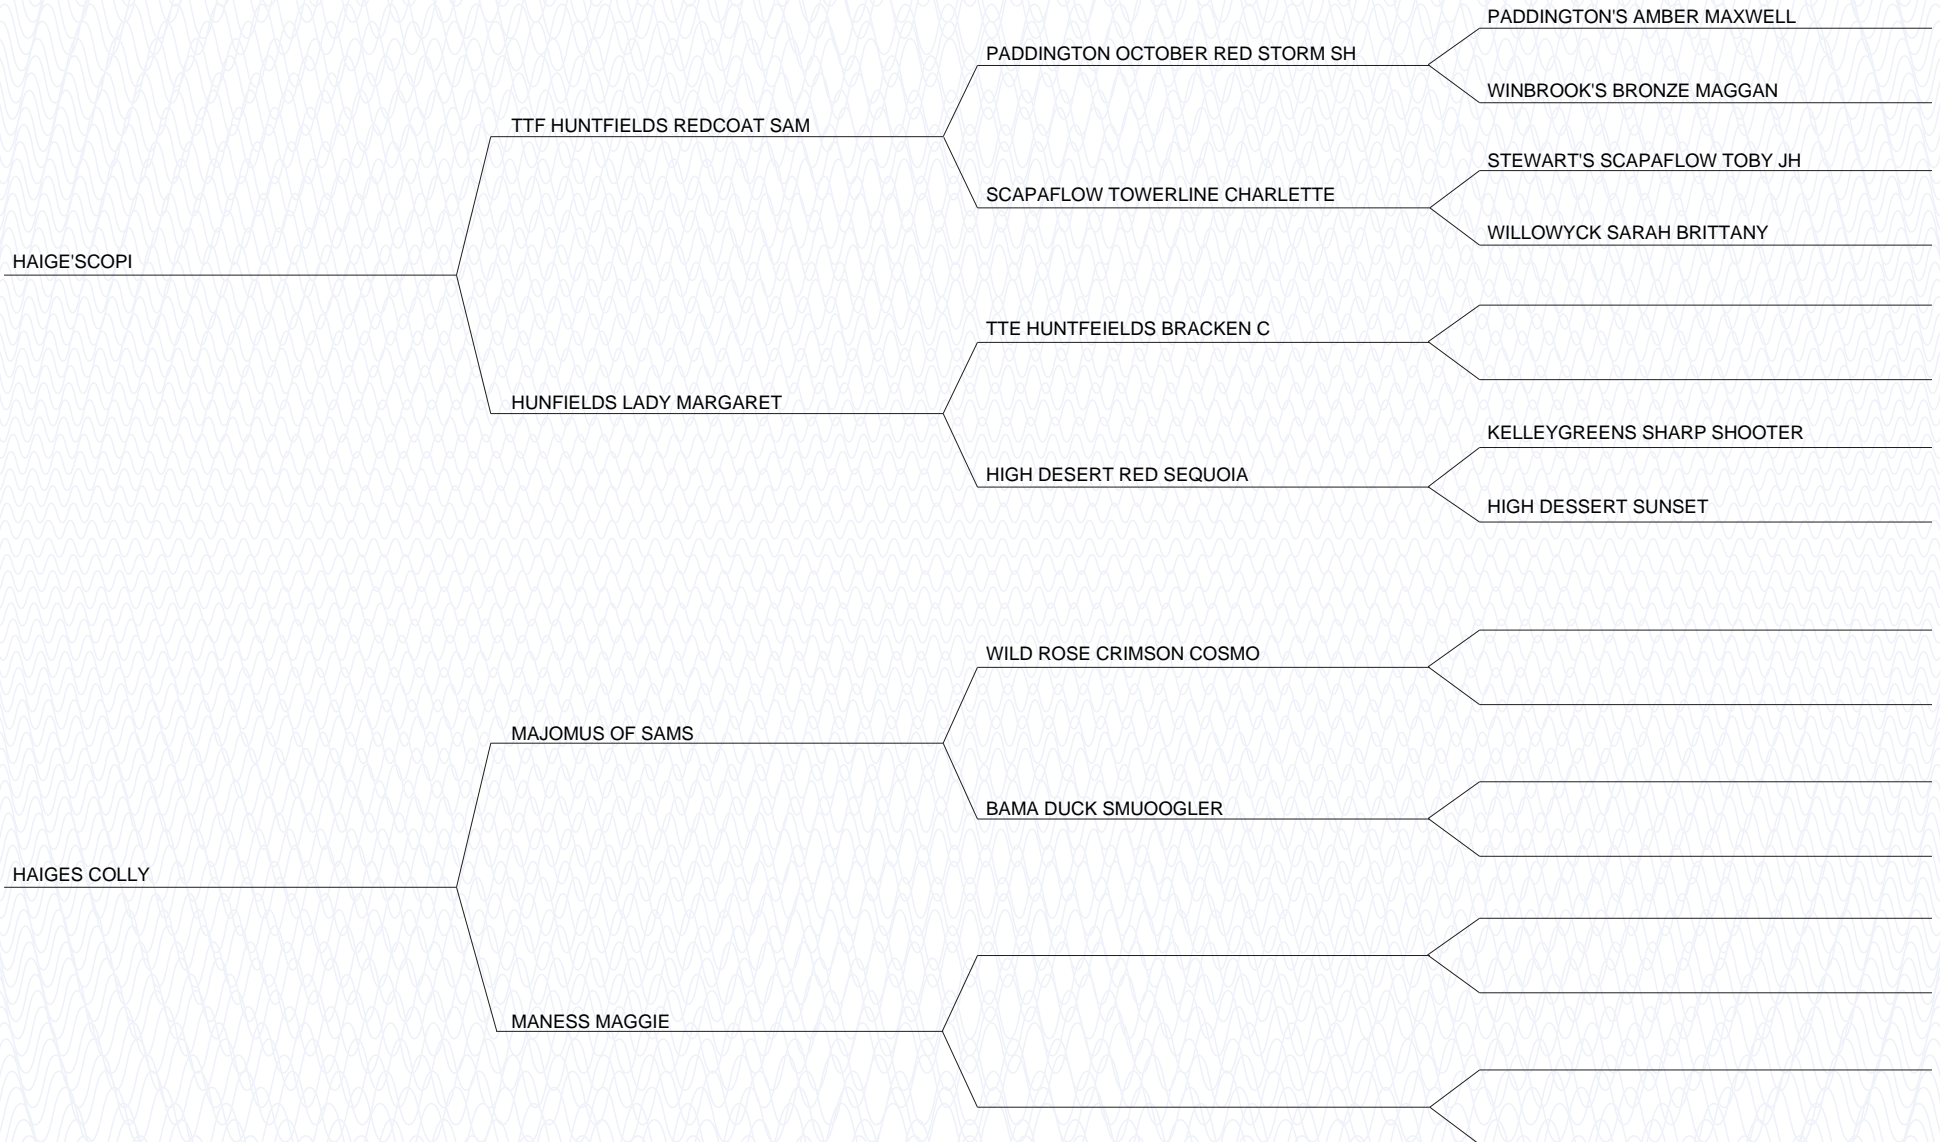 PADDINGTON'S AMBER MAXWELL
PADDINGTON OCTOBER RED STORM SH
WINBROOK'S BRONZE MAGGAN
TTF HUNTFIELDS REDCOAT SAM
STEWART'S SCAPAFLOW TOBY JH
SCAPAFLOW TOWERLINE CHARLETTE
WILLOWYCK SARAH BRITTANY
HAIGE'SCOPI
TTE HUNTFEIELDS BRACKEN C
HUNFIELDS LADY MARGARET
KELLEYGREENS SHARP SHOOTER
HIGH DESERT RED SEQUOIA
HIGH DESSERT SUNSET
WILD ROSE CRIMSON COSMO
MAJOMUS OF SAMS
BAMA DUCK SMUOOGLER
HAIGES COLLY
MANESS MAGGIE